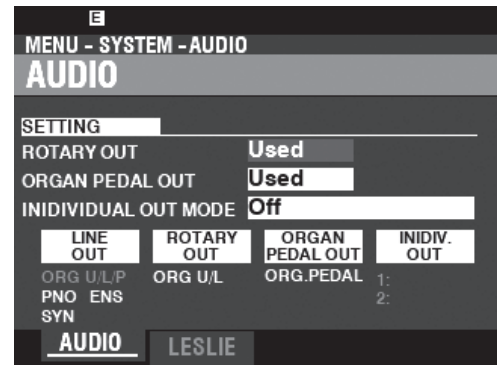 E
MENU - SYSTEM - AUDIO
AUDIO
SETTING
ROTARY OUT Used
ORGAN PEDAL OUT Used
INIDIVIDUAL OUT MODE Off
LINE OUT ROTARY OUT ORGAN PEDAL OUT INIDIV. OUT
ORG U/L/P ORG U/L ORG.PEDAL 1:
PNO ENS 2:
SYN
AUDIO LESLIE